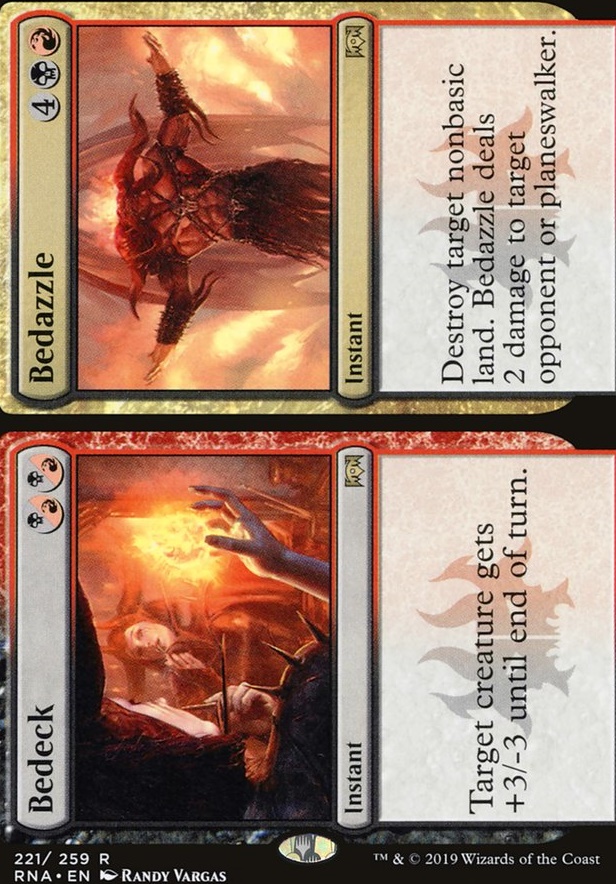 Bedeck
Instant
Target creature gets
+3/-3 until end of turn.
Bedazzle
4
Instant
Destroy target nonbasic
land. Bedazzle deals
2 damage to target
opponent or planeswalker.
221/ 259 R
RNA • EN RANDY VARGAS
™ & © 2019 Wizards of the Coast